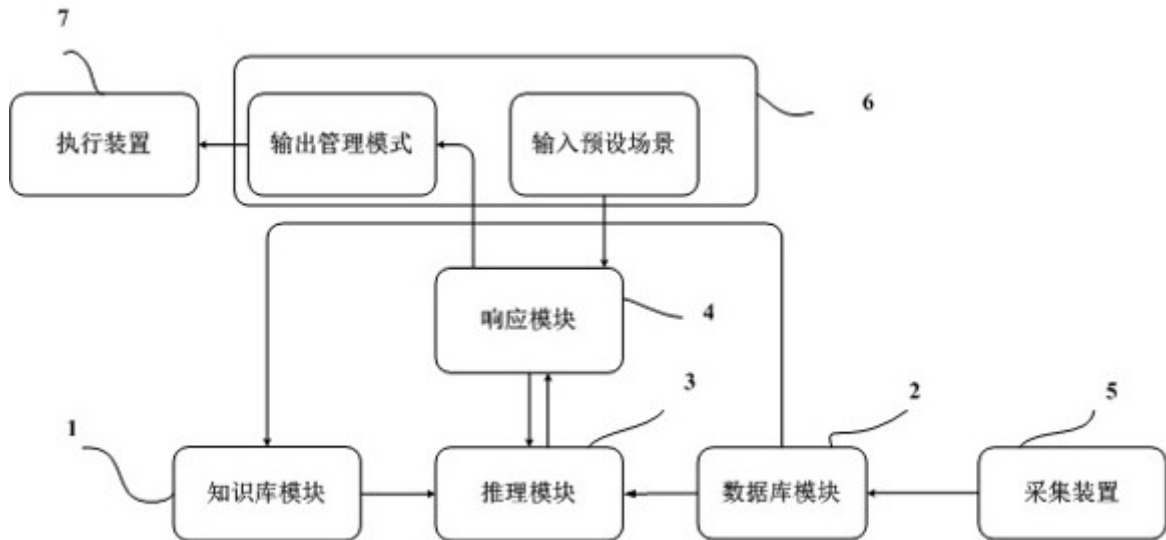 7
执行装置
输出管理模式
输入预设场景
6
响应模块
4
3
2
5
1
知识库模块
推理模块
数据库模块
采集装置